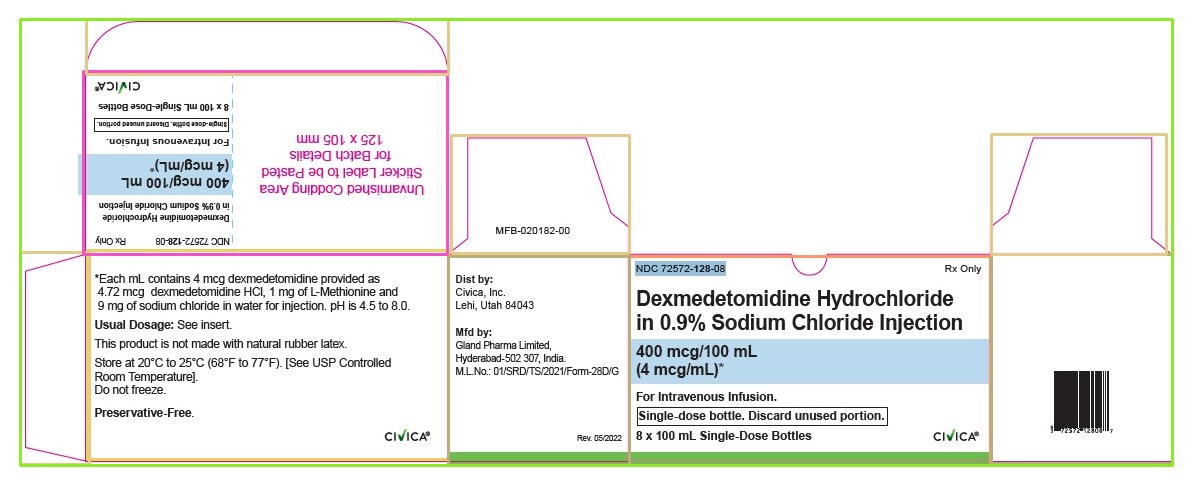 CIVICA®
8 x 100 mL Single-Dose Bottles
Single-dose bottle. Discard unused portion.
For Intravenous Infusion.
400 mcg/100 mL
(4 mcg/mL)*
Dexmedetomidine Hydrochloride
in 0.9% Sodium Chloride Injection
NDC 72572-128-08 Rx Only
Unvarnished Codding Area
Sticker Label to be Pasted
for Batch Details
125 x 105 mm
MFB-020182-00
*Each mL contains 4 mcg dexmedetomidine provided as
4.72 mcg dexmedetomidine HCl, 1 mg of L-Methionine and
9 mg of sodium chloride in water for injection. pH is 4.5 to 8.0.
Usual Dosage: See insert.
This product is not made with natural rubber latex.
Store at 20°C to 25°C (68°F to 77°F). [See USP Controlled
Room Temperature].
Do not freeze.
Preservative-Free.
CIVICA®
Dist by:
Civica, Inc.
Lehi, Utah 84043
Mfd by:
Gland Pharma Limited,
Hyderabad-502 307, India.
M.L.No.: 01/SRD/TS/2021/Form-28D/G
Rev. 05/2022
NDC 72572-128-08 Rx Only
Dexmedetomidine Hydrochloride
in 0.9% Sodium Chloride Injection
400 mcg/100 mL
(4 mcg/mL)*
For Intravenous Infusion.
Single-dose bottle. Discard unused portion.
8 x 100 mL Single-Dose Bottles
CIVICA®
3 72572 12808 7